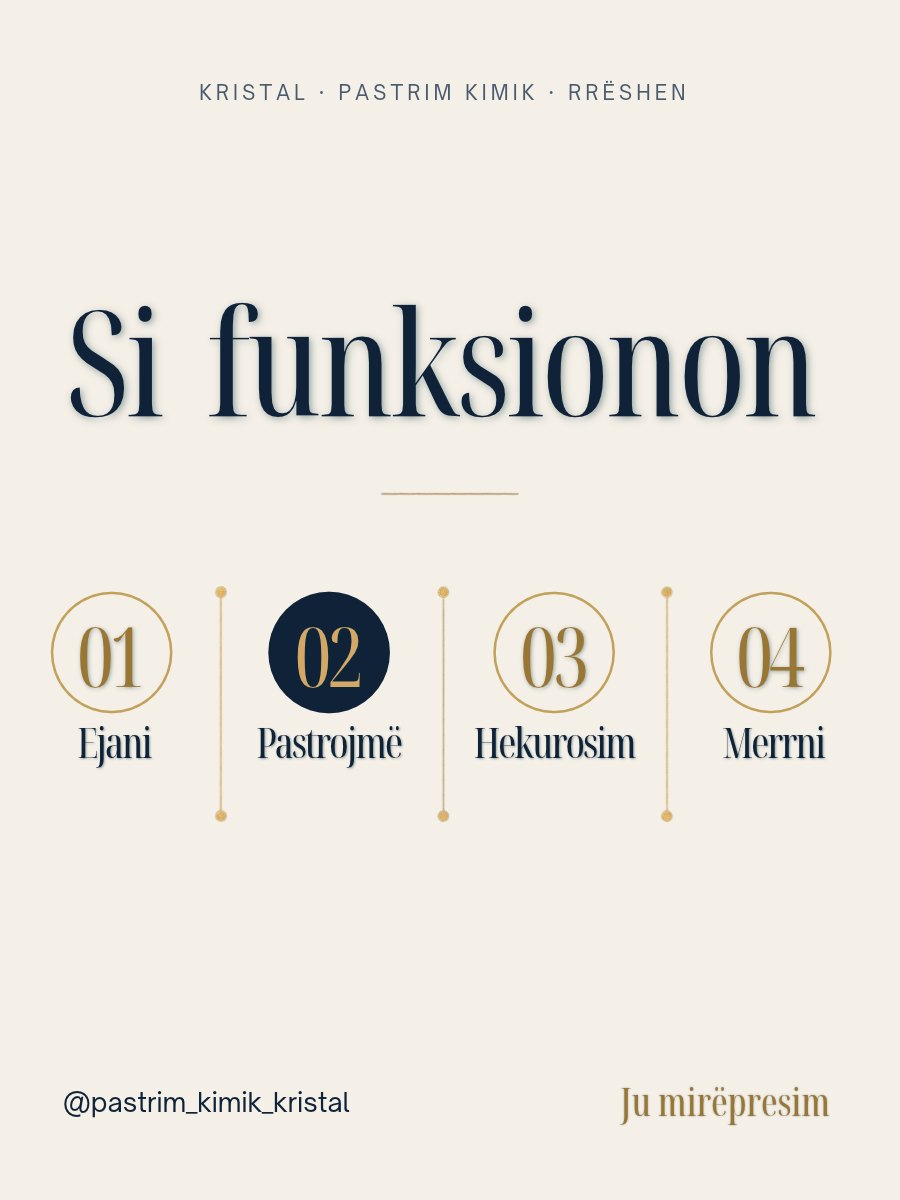 KRISTAL · PASTRIM KIMIK · RRËSHEN
Si funksionon
01 02 03 04
Ejani Pastrojmë Hekurosim Merrni
@pastrim_kimik_kristal Ju mirëpresim